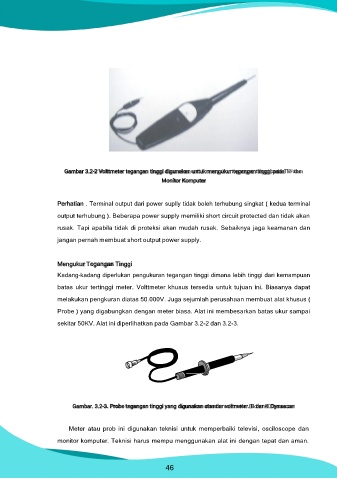 Gambar 3.2-2 Volttmeter tegangan tinggi digunakan untuk mengukur tegangan tinggi pada TV dan
Monitor Komputer
Perhatian . Terminal output dari power suplly tidak boleh terhubung singkat ( kedua terminal
output terhubung ). Beberapa power supply memiliki short circuit protected dan tidak akan
rusak. Tapi apabila tidak di proteksi akan mudah rusak. Sebaiknya jaga keamanan dan
jangan pernah membuat short output power supply.
Mengukur Tegangan Tinggi
Kadang-kadang diperlukan pengukuran tegangan tinggi dimana lebih tinggi dari kemampuan
batas ukur tertinggi meter. Volttmeter khusus tersedia untuk tujuan ini. Biasanya dapat
melakukan pengkuran diatas 50.000V. Juga sejumlah perusahaan membuat alat khusus (
Probe ) yang digabungkan dengan meter biasa. Alat ini membesarkan batas ukur sampai
sekitar 50KV. Alat ini diperlihatkan pada Gambar 3.2-2 dan 3.2-3.
Gambar. 3.2-3. Probe tegangan tinggi yang digunakan standar voltmeter. B dan K Dynascan
Meter atau prob ini digunakan teknisi untuk memperbaiki televisi, osciloscope dan
monitor komputer. Teknisi harus mempu menggunakan alat ini dengan tepat dan aman.
46